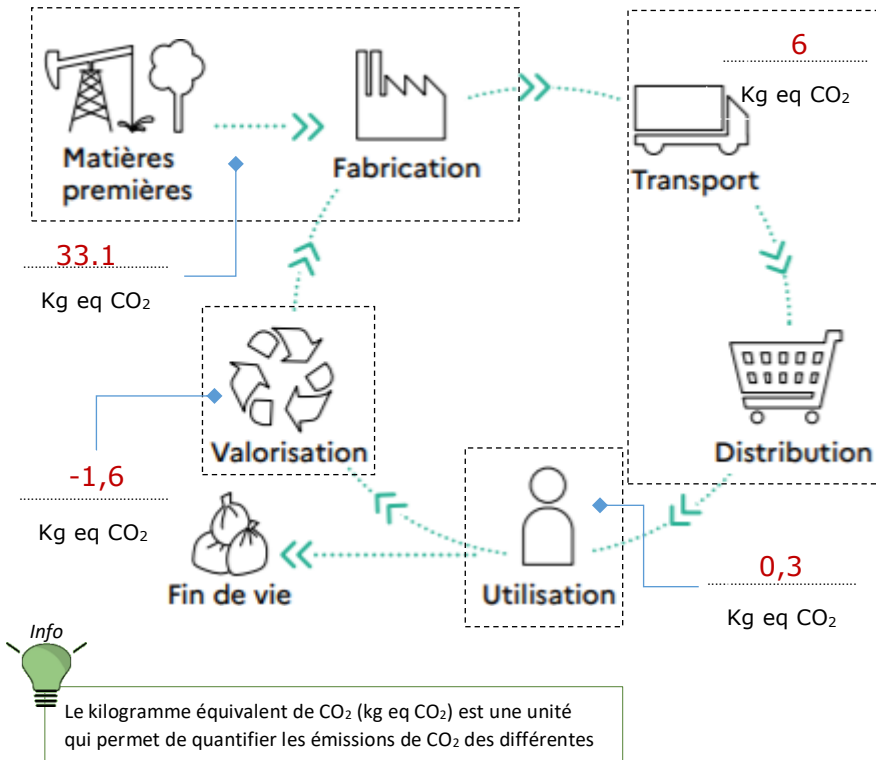 6
Kg eq CO₂
Matières
premières
Fabrication
Transport
33.1
Kg eq CO₂
Valorisation
Distribution
-1,6
Kg eq CO₂
Fin de vie
Utilisation
0,3
Kg eq CO₂
Info
Le kilogramme équivalent de CO₂ (kg eq CO₂) est une unité
qui permet de quantifier les émissions de CO₂ des différentes